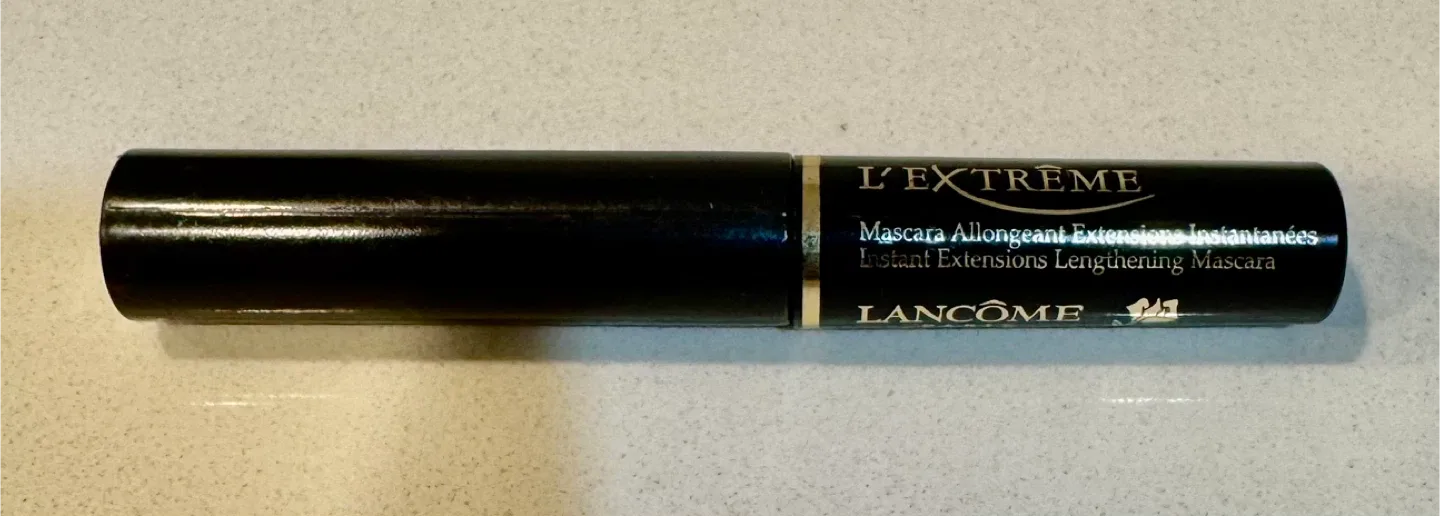 L'EXTRÊME
Mascara Allongeant Extensions Instantanées
Instant Extensions Lengthening Mascara
LANCÔME